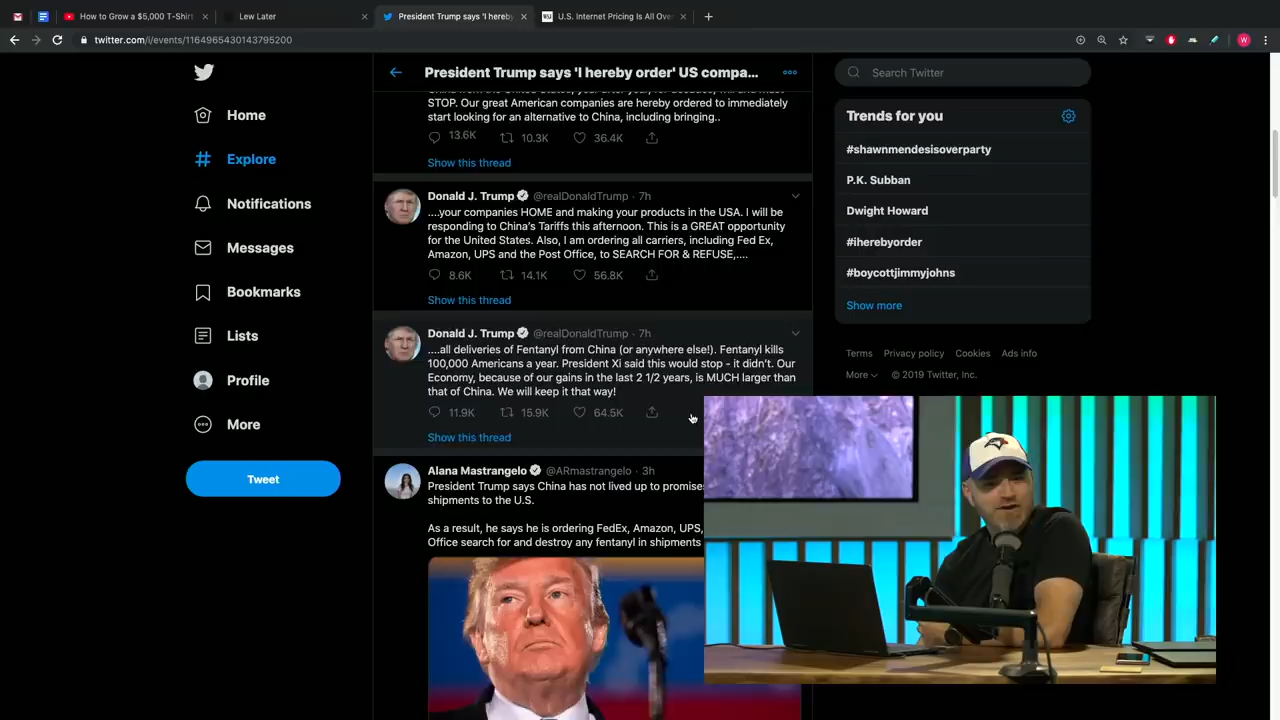 How to Grow a $5,000 T-Shirt
Lew Later
President Trump says 'I hereby
U.S. Internet Pricing Is All Over
twitter.com/i/events/1164965430143795200
W
President Trump says 'I hereby order' US compa...
Search Twitter
Home
Explore
Notifications
Messages
Bookmarks
Lists
Profile
More
Tweet
STOP. Our great American companies are hereby ordered to immediately
start looking for an alternative to China, including bringing..
13.6K 10.3K 36.4K
Show this thread
Donald J. Trump @realDonaldTrump · 7h
....your companies HOME and making your products in the USA. I will be
responding to China's Tariffs this afternoon. This is a GREAT opportunity
for the United States. Also, I am ordering all carriers, including Fed Ex,
Amazon, UPS and the Post Office, to SEARCH FOR & REFUSE,....
8.6K 14.1K 56.8K
Show this thread
Donald J. Trump @realDonaldTrump · 7h
....all deliveries of Fentanyl from China (or anywhere else!). Fentanyl kills
100,000 Americans a year. President Xi said this would stop - it didn't. Our
Economy, because of our gains in the last 2 1/2 years, is MUCH larger than
that of China. We will keep it that way!
11.9K 15.9K 64.5K
Show this thread
Alana Mastrangelo @ARmastrangelo · 3h
President Trump says China has not lived up to promises
shipments to the U.S.
As a result, he says he is ordering FedEx, Amazon, UPS,
Office search for and destroy any fentanyl in shipments
Trends for you
#shawnmendesisoverparty
P.K. Subban
Dwight Howard
#iherebyorder
#boycottjimmyjohns
Show more
Terms Privacy policy Cookies Ads info
More © 2019 Twitter, Inc.